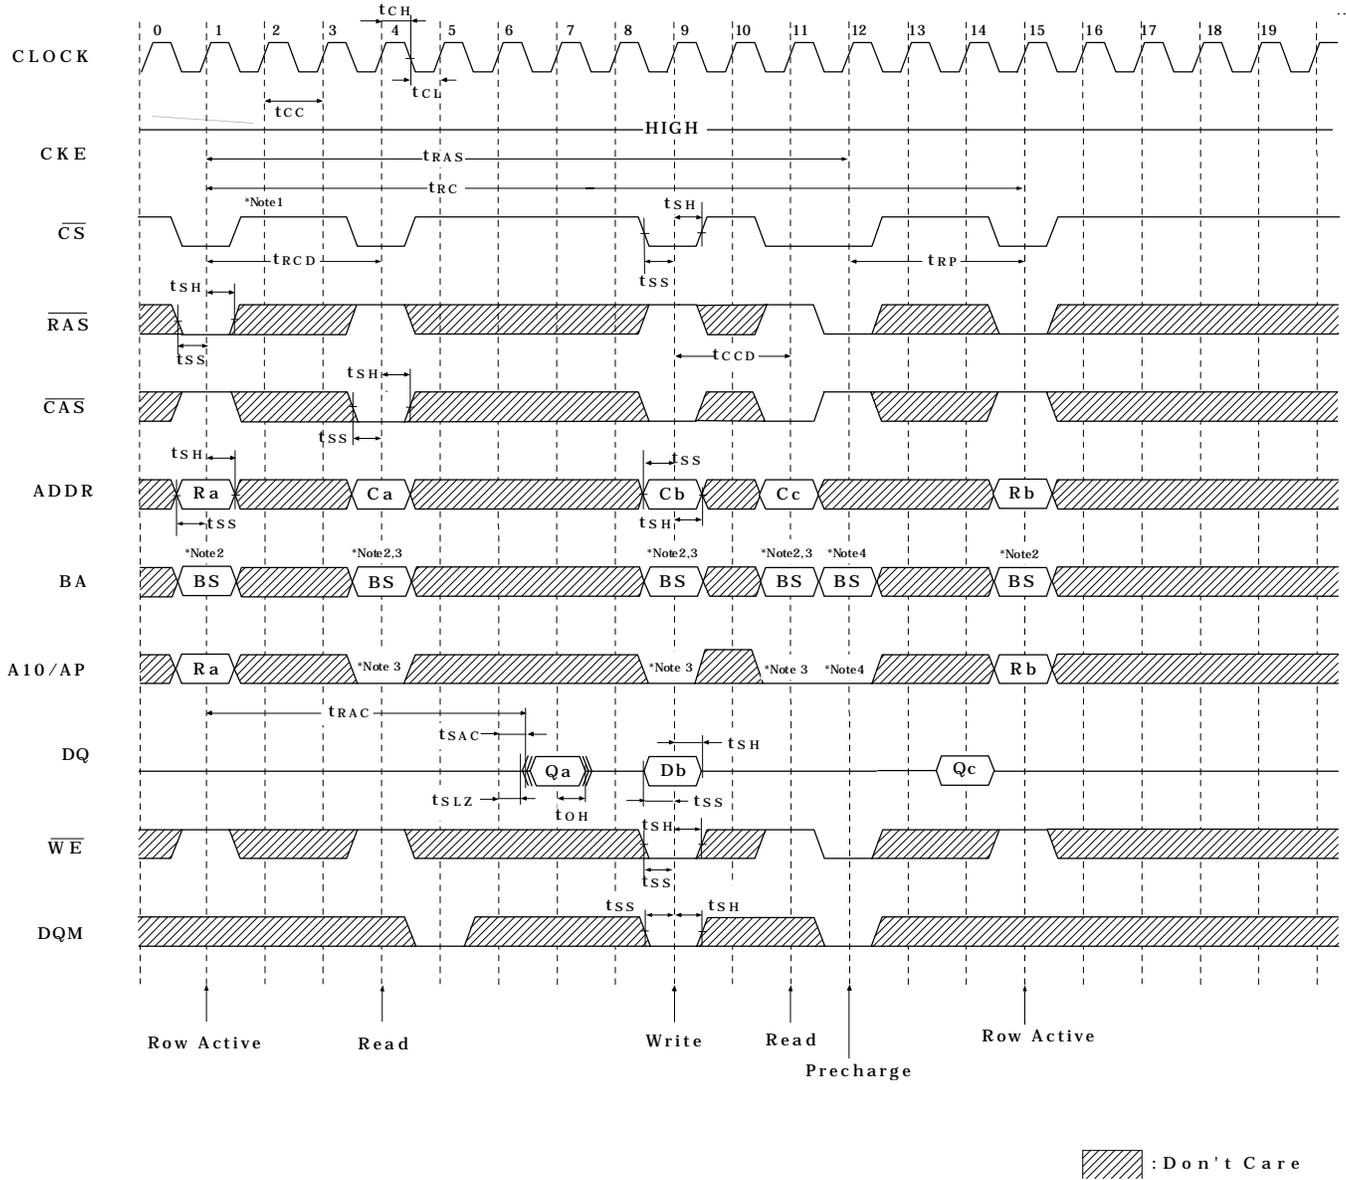 tCH
0 1 2 3 4 5 6 7 8 9 10 11 12 13 14 15 16 17 18 19
CLOCK
tCL
tCC
HIGH
CKE
tRAS
tRC
*Note1
tSH
CS
tRCD
tRP
tSS
tSH
RAS
tSS
tCCD
tSH
CAS
tSS
tSH
tSS
ADDR
Ra Ca Cb Cc Rb
tSS
tSH
*Note2 *Note2,3 *Note2,3 *Note2,3 *Note4 *Note2
BA
BS BS BS BS BS BS
A10/AP
Ra *Note 3 *Note 3 *Note 3 *Note4 Rb
tRAC
tSAC
tSH
DQ
Qa Db Qc
tSLZ
tSS
tOH
tSH
WE
tSS
tSS
tSH
DQM
Row Active
Read
Write
Read
Row Active
Precharge
:Don't Care